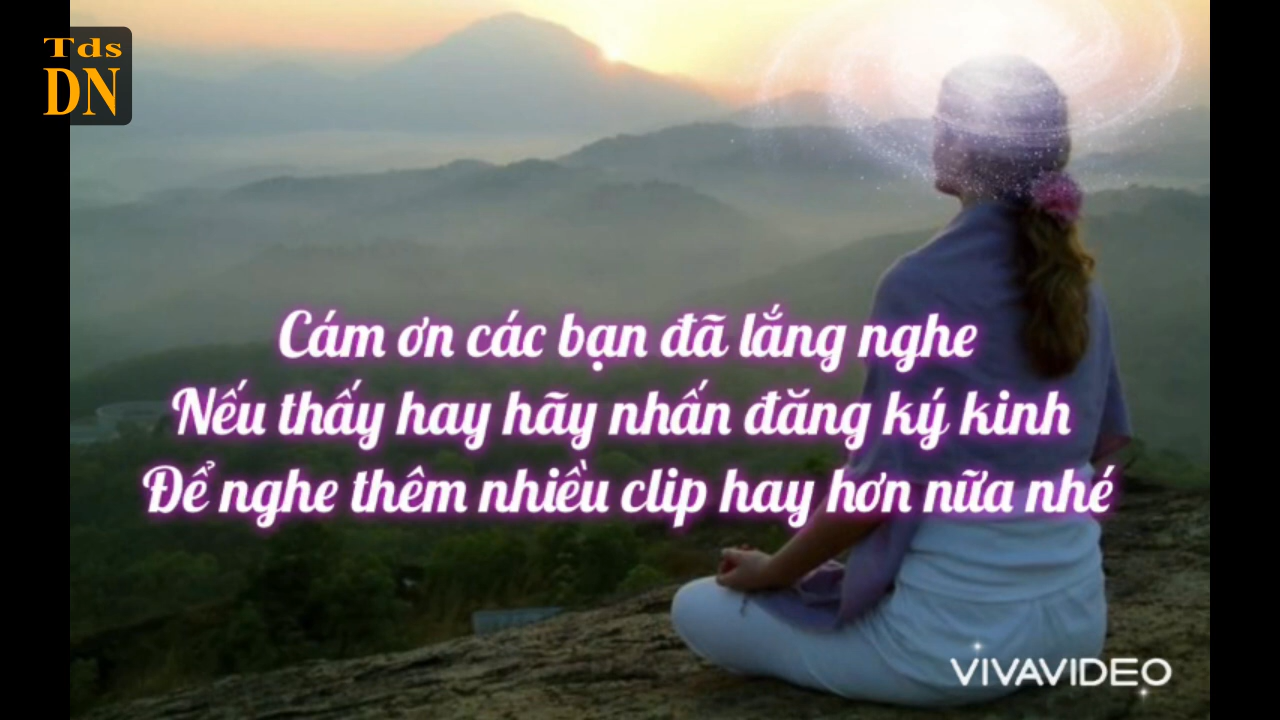 Tds
DN
Cám ơn các bạn đã lắng nghe
Nếu thấy hay hãy nhấn đăng ký kinh
Để nghe thêm nhiều clip hay hơn nữa nhé
VIVAVIDEO